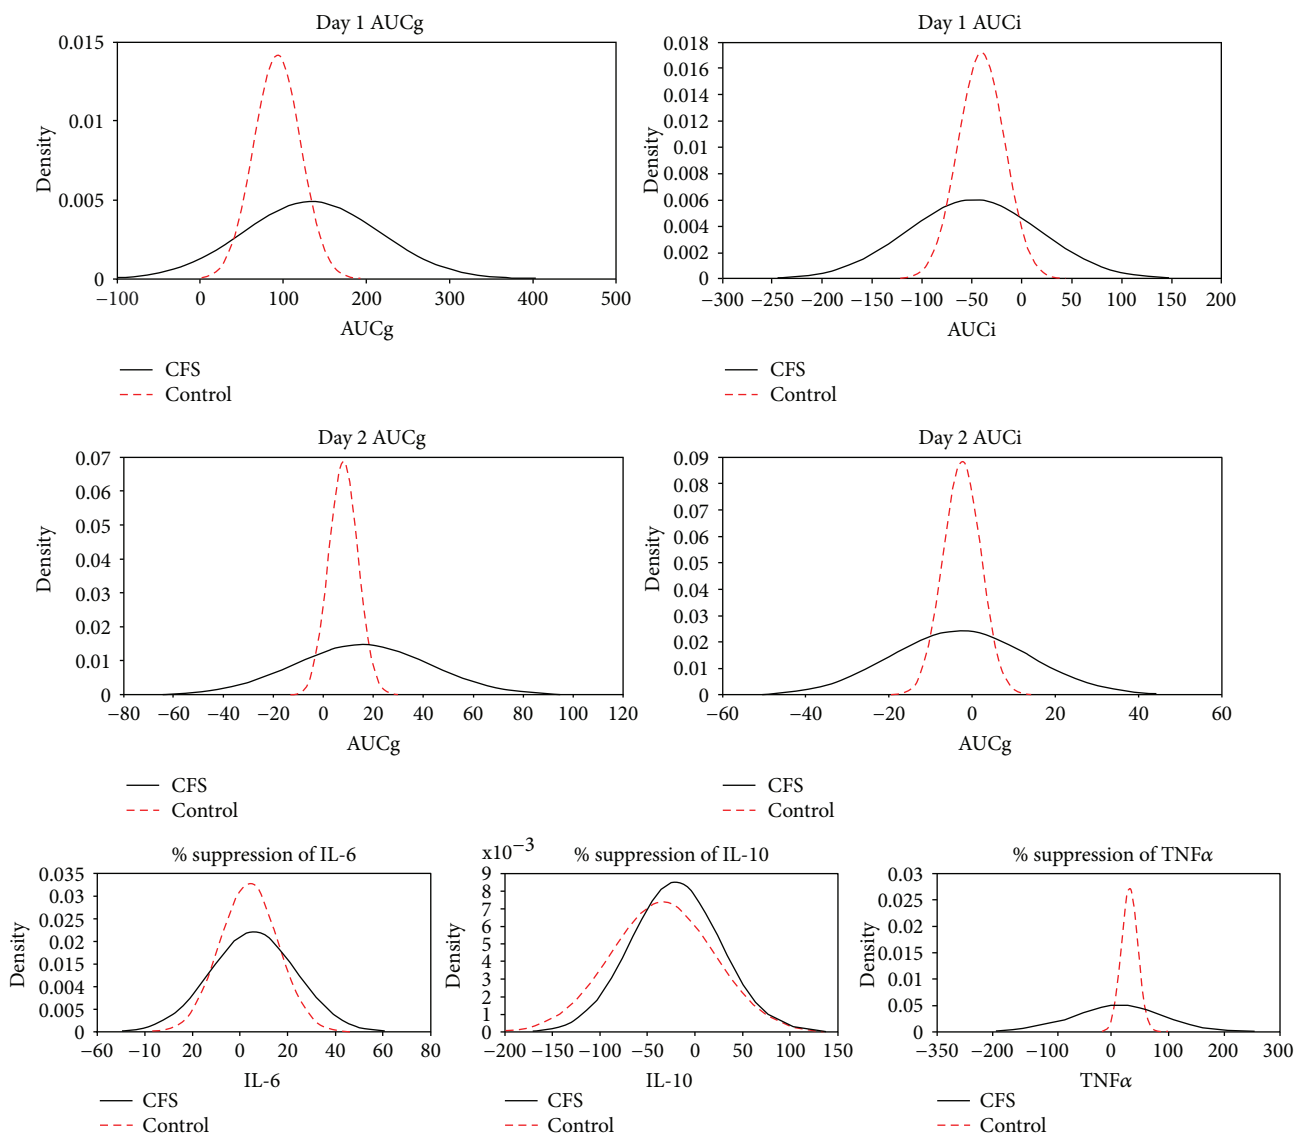 Day 1 AUCg
0.015
0.01
0.005
0
Density
−100 0 100 200 300 400 500
AUCg
CFS
Control
Day 1 AUCi
0.018
0.016
0.014
0.012
0.010
0.008
0.006
0.004
0.002
0
Density
−300 −250 −200 −150 −100 −50 0 50 100 150 200
AUCi
CFS
Control
Day 2 AUCg
0.07
0.06
0.05
0.04
0.03
0.02
0.01
0
Density
−80 −60 −40 −20 0 20 40 60 80 100 120
AUCg
CFS
Control
Day 2 AUCi
0.09
0.08
0.07
0.06
0.05
0.04
0.03
0.02
0.01
0
Density
−60 −40 −20 0 20 40 60
AUCg
CFS
Control
% suppression of IL-6
0.035
0.03
0.025
0.02
0.015
0.004
0.005
0
Density
−60 −10 −20 0 20 40 60 80
IL-6
CFS
Control
x10−3
% suppression of IL-10
9
8
7
6
5
4
3
2
1
0
Density
−200 −150 −100 −50 0 50 100 150
IL-10
CFS
Control
% suppression of TNFα
0.03
0.025
0.02
0.015
0.01
0.005
0
Density
−350 −200 −100 0 100 200 300
TNFα
CFS
Control